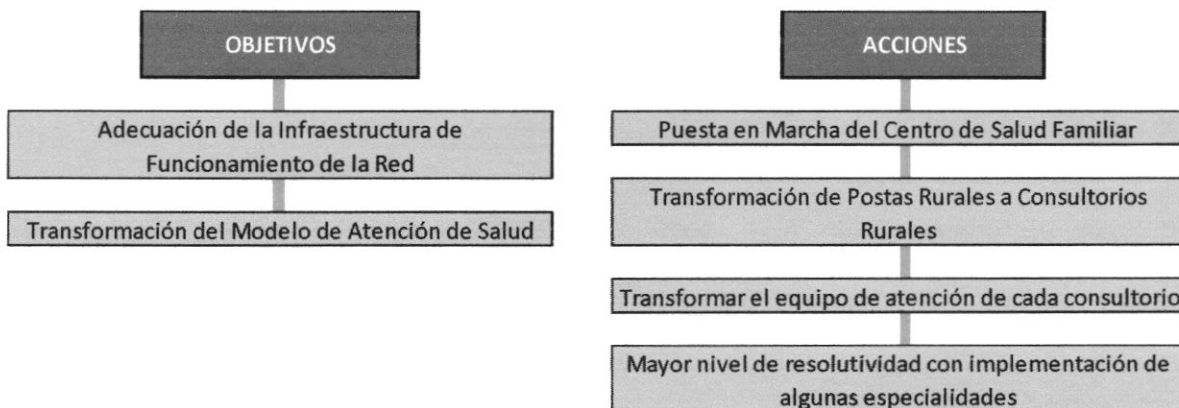 OBJETIVOS
Adecuación de la Infraestructura de
Funcionamiento de la Red
Transformación del Modelo de Atención de Salud
ACCIONES
Puesta en Marcha del Centro de Salud Familiar
Transformación de Postas Rurales a Consultorios
Rurales
Transformar el equipo de atención de cada consultorio
Mayor nivel de resolutividad con implementación de
algunas especialidades